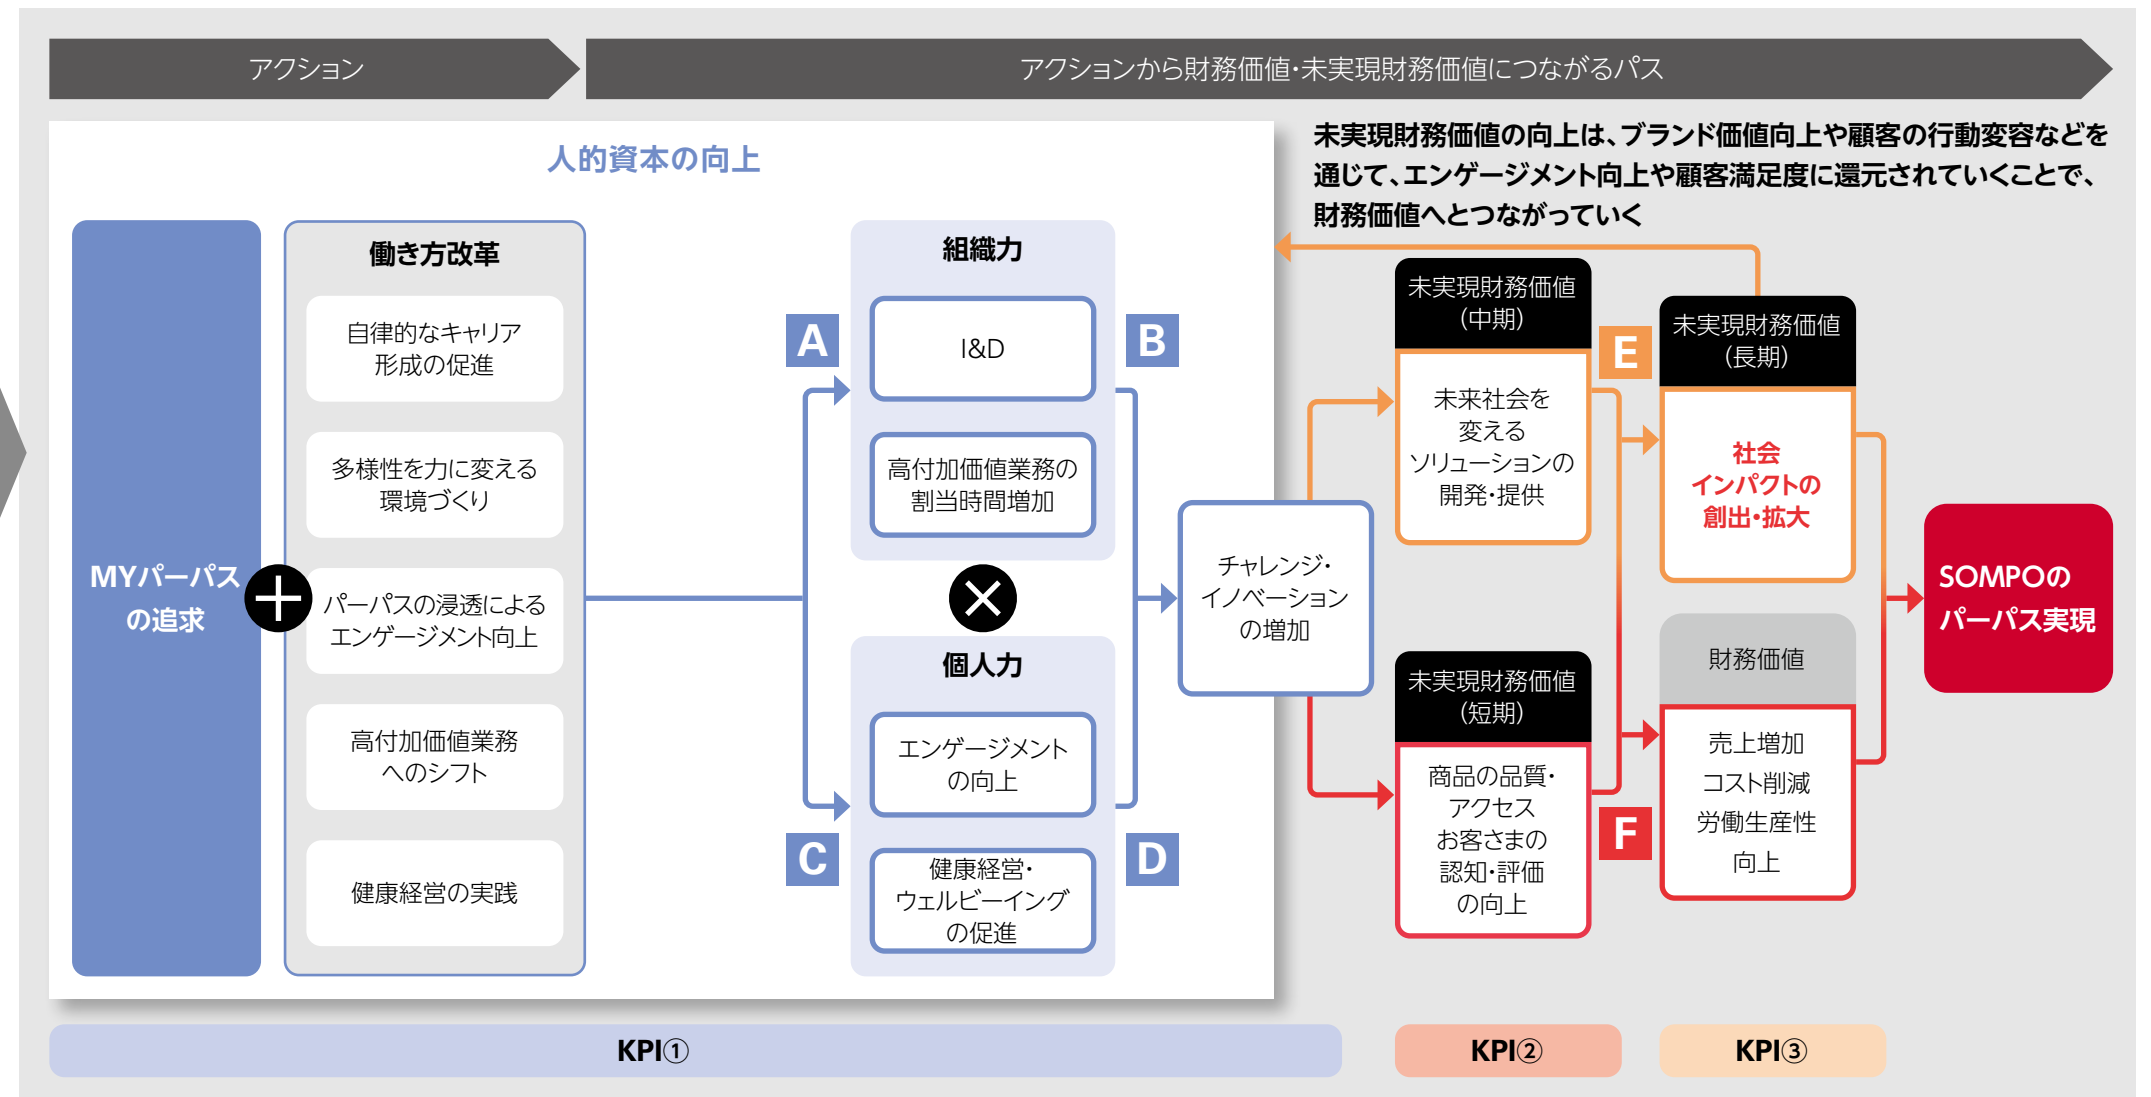 アクション
アクションから財務価値・未実現財務価値につながるパス
人的資本の向上
未実現財務価値の向上は、ブランド価値向上や顧客の行動変容などを
通じて、エンゲージメント向上や顧客満足度に還元されていくことで、
財務価値へとつながっていく
MYパーパス
の追求
+
働き方改革
自律的なキャリア
形成の促進
多様性を力に変える
環境づくり
パーパスの浸透による
エンゲージメント向上
高付加価値業務
へのシフト
健康経営の実践
A
組織力
I&D
高付加価値業務の
割当時間増加
B
×
C
個人力
エンゲージメント
の向上
健康経営・
ウェルビーイング
の促進
D
チャレンジ・
イノベーション
の増加
未実現財務価値
(中期)
未来社会を
変える
ソリューションの
開発・提供
未実現財務価値
(短期)
商品の品質・
アクセス
お客さまの
認知・評価
の向上
E
F
未実現財務価値
(長期)
社会
インパクトの
創出・拡大
財務価値
売上増加
コスト削減
労働生産性
向上
SOMPOの
パーパス実現
KPI①
KPI②
KPI③